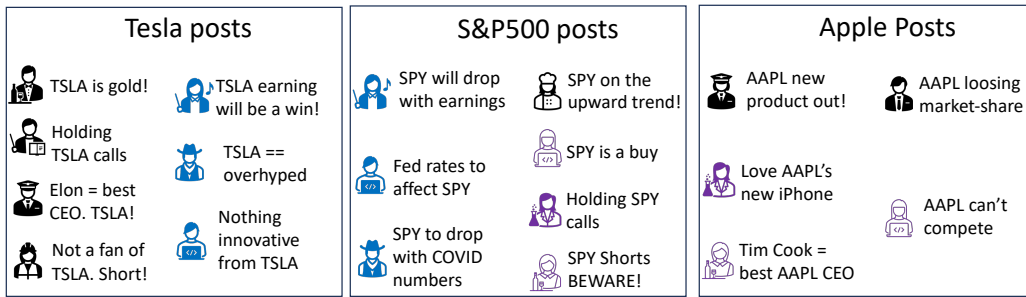 Tesla posts
TSLA is gold!
Holding
TSLA calls
Elon = best
CEO. TSLA!
Not a fan of
TSLA. Short!
TSLA earning
will be a win!
TSLA ==
overhyped
Nothing
innovative
from TSLA
S&P500 posts
SPY will drop
with earnings
Fed rates to
affect SPY
SPY to drop
with COVID
numbers
SPY on the
upward trend!
SPY is a buy
Holding SPY
calls
SPY Shorts
BEWARE!
Apple Posts
AAPL new
product out!
Love AAPL's
new iPhone
Tim Cook =
best AAPL CEO
AAPL loosing
market-share
AAPL can't
compete